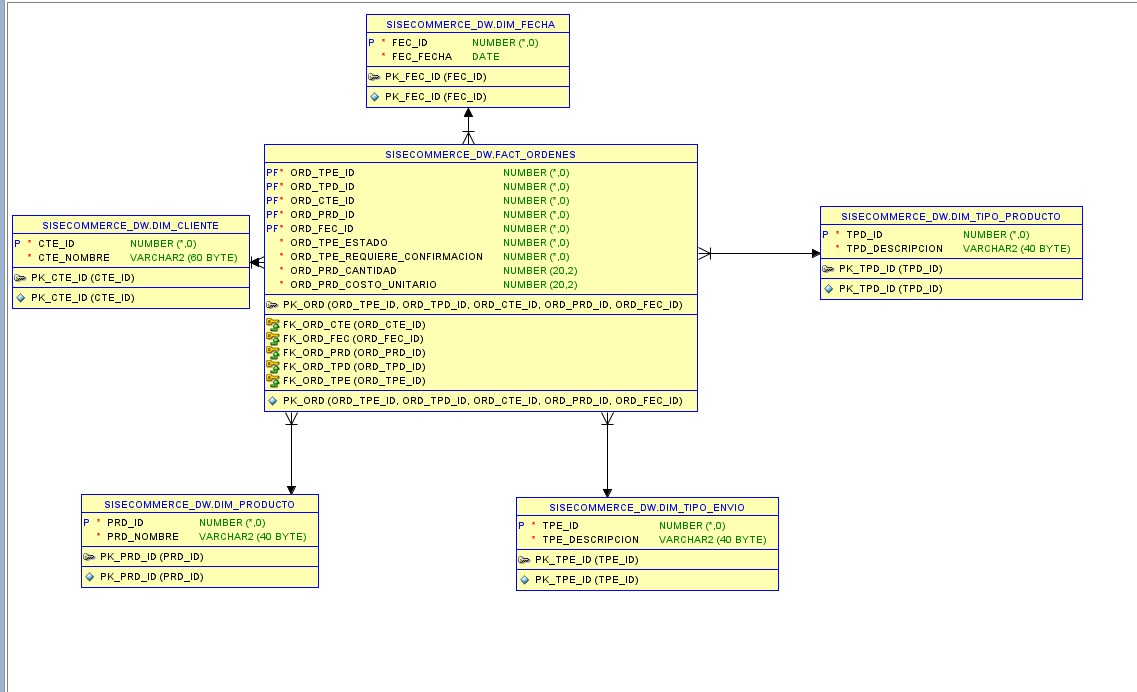 SISECOMMERCE_DW.DIM_FECHA
P * FEC_ID NUMBER (*,0)
* FEC_FECHA DATE
PK_FEC_ID (FEC_ID)
PK_FEC_ID (FEC_ID)
SISECOMMERCE_DW.FACT_ORDENES
PF* ORD_TPE_ID NUMBER (*,0)
PF* ORD_TPD_ID NUMBER (*,0)
PF* ORD_CTE_ID NUMBER (*,0)
PF* ORD_PRD_ID NUMBER (*,0)
PF* ORD_FEC_ID NUMBER (*,0)
* ORD_TPE_ESTADO NUMBER (*,0)
* ORD_TPE_REQUIERE_CONFIRMACION NUMBER (*,0)
* ORD_PRD_CANTIDAD NUMBER (20,2)
* ORD_PRD_COSTO_UNITARIO NUMBER (20,2)
PK_ORD (ORD_TPE_ID, ORD_TPD_ID, ORD_CTE_ID, ORD_PRD_ID, ORD_FEC_ID)
FK_ORD_CTE (ORD_CTE_ID)
FK_ORD_FEC (ORD_FEC_ID)
FK_ORD_PRD (ORD_PRD_ID)
FK_ORD_TPD (ORD_TPD_ID)
FK_ORD_TPE (ORD_TPE_ID)
PK_ORD (ORD_TPE_ID, ORD_TPD_ID, ORD_CTE_ID, ORD_PRD_ID, ORD_FEC_ID)
SISECOMMERCE_DW.DIM_CLIENTE
P * CTE_ID NUMBER (*,0)
* CTE_NOMBRE VARCHAR2 (60 BYTE)
PK_CTE_ID (CTE_ID)
PK_CTE_ID (CTE_ID)
SISECOMMERCE_DW.DIM_TIPO_PRODUCTO
P * TPD_ID NUMBER (*,0)
* TPD_DESCRIPCION VARCHAR2 (40 BYTE)
PK_TPD_ID (TPD_ID)
PK_TPD_ID (TPD_ID)
SISECOMMERCE_DW.DIM_PRODUCTO
P * PRD_ID NUMBER (*,0)
* PRD_NOMBRE VARCHAR2 (40 BYTE)
PK_PRD_ID (PRD_ID)
PK_PRD_ID (PRD_ID)
SISECOMMERCE_DW.DIM_TIPO_ENVIO
P * TPE_ID NUMBER (*,0)
* TPE_DESCRIPCION VARCHAR2 (40 BYTE)
PK_TPE_ID (TPE_ID)
PK_TPE_ID (TPE_ID)